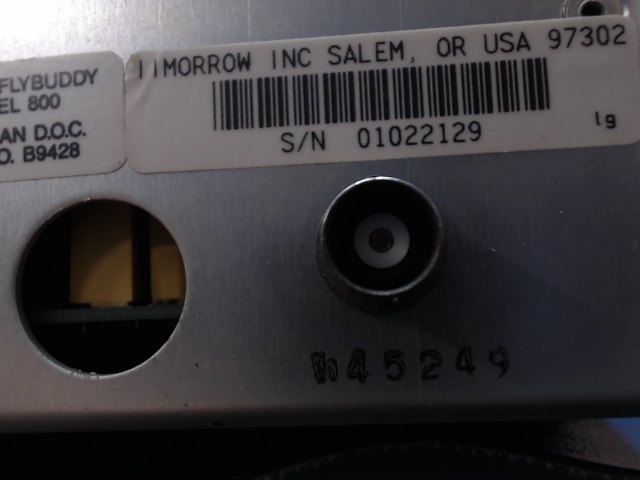 FLYBUDDY
EL 800
AN D.O.C.
O. B9428
IIMORROW INC SALEM, OR USA 97302
S/N 01022129
lg
45249